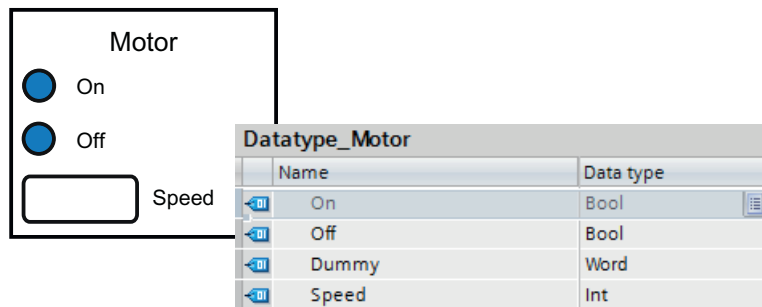 Motor
On
Off
Speed
Datatype_Motor
Name Data type
On Bool
Off Bool
Dummy Word
Speed Int